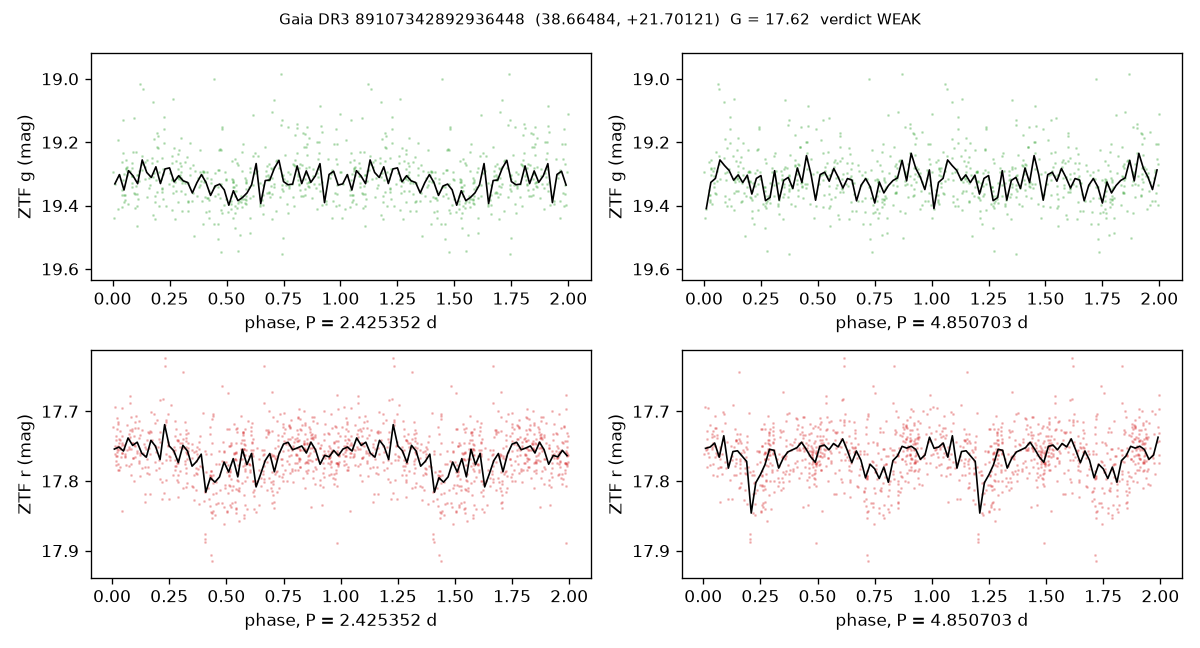 Gaia DR3 89107342892936448 (38.66484, +21.70121) G = 17.62 verdict WEAK
ZTF g (mag)
19.0
19.2
19.4
19.6
0.00 0.25 0.50 0.75 1.00 1.25 1.50 1.75 2.00
phase, P = 2.425352 d
ZTF g (mag)
19.0
19.2
19.4
19.6
0.00 0.25 0.50 0.75 1.00 1.25 1.50 1.75 2.00
phase, P = 4.850703 d
ZTF r (mag)
17.7
17.8
17.9
0.00 0.25 0.50 0.75 1.00 1.25 1.50 1.75 2.00
phase, P = 2.425352 d
ZTF r (mag)
17.7
17.8
17.9
0.00 0.25 0.50 0.75 1.00 1.25 1.50 1.75 2.00
phase, P = 4.850703 d